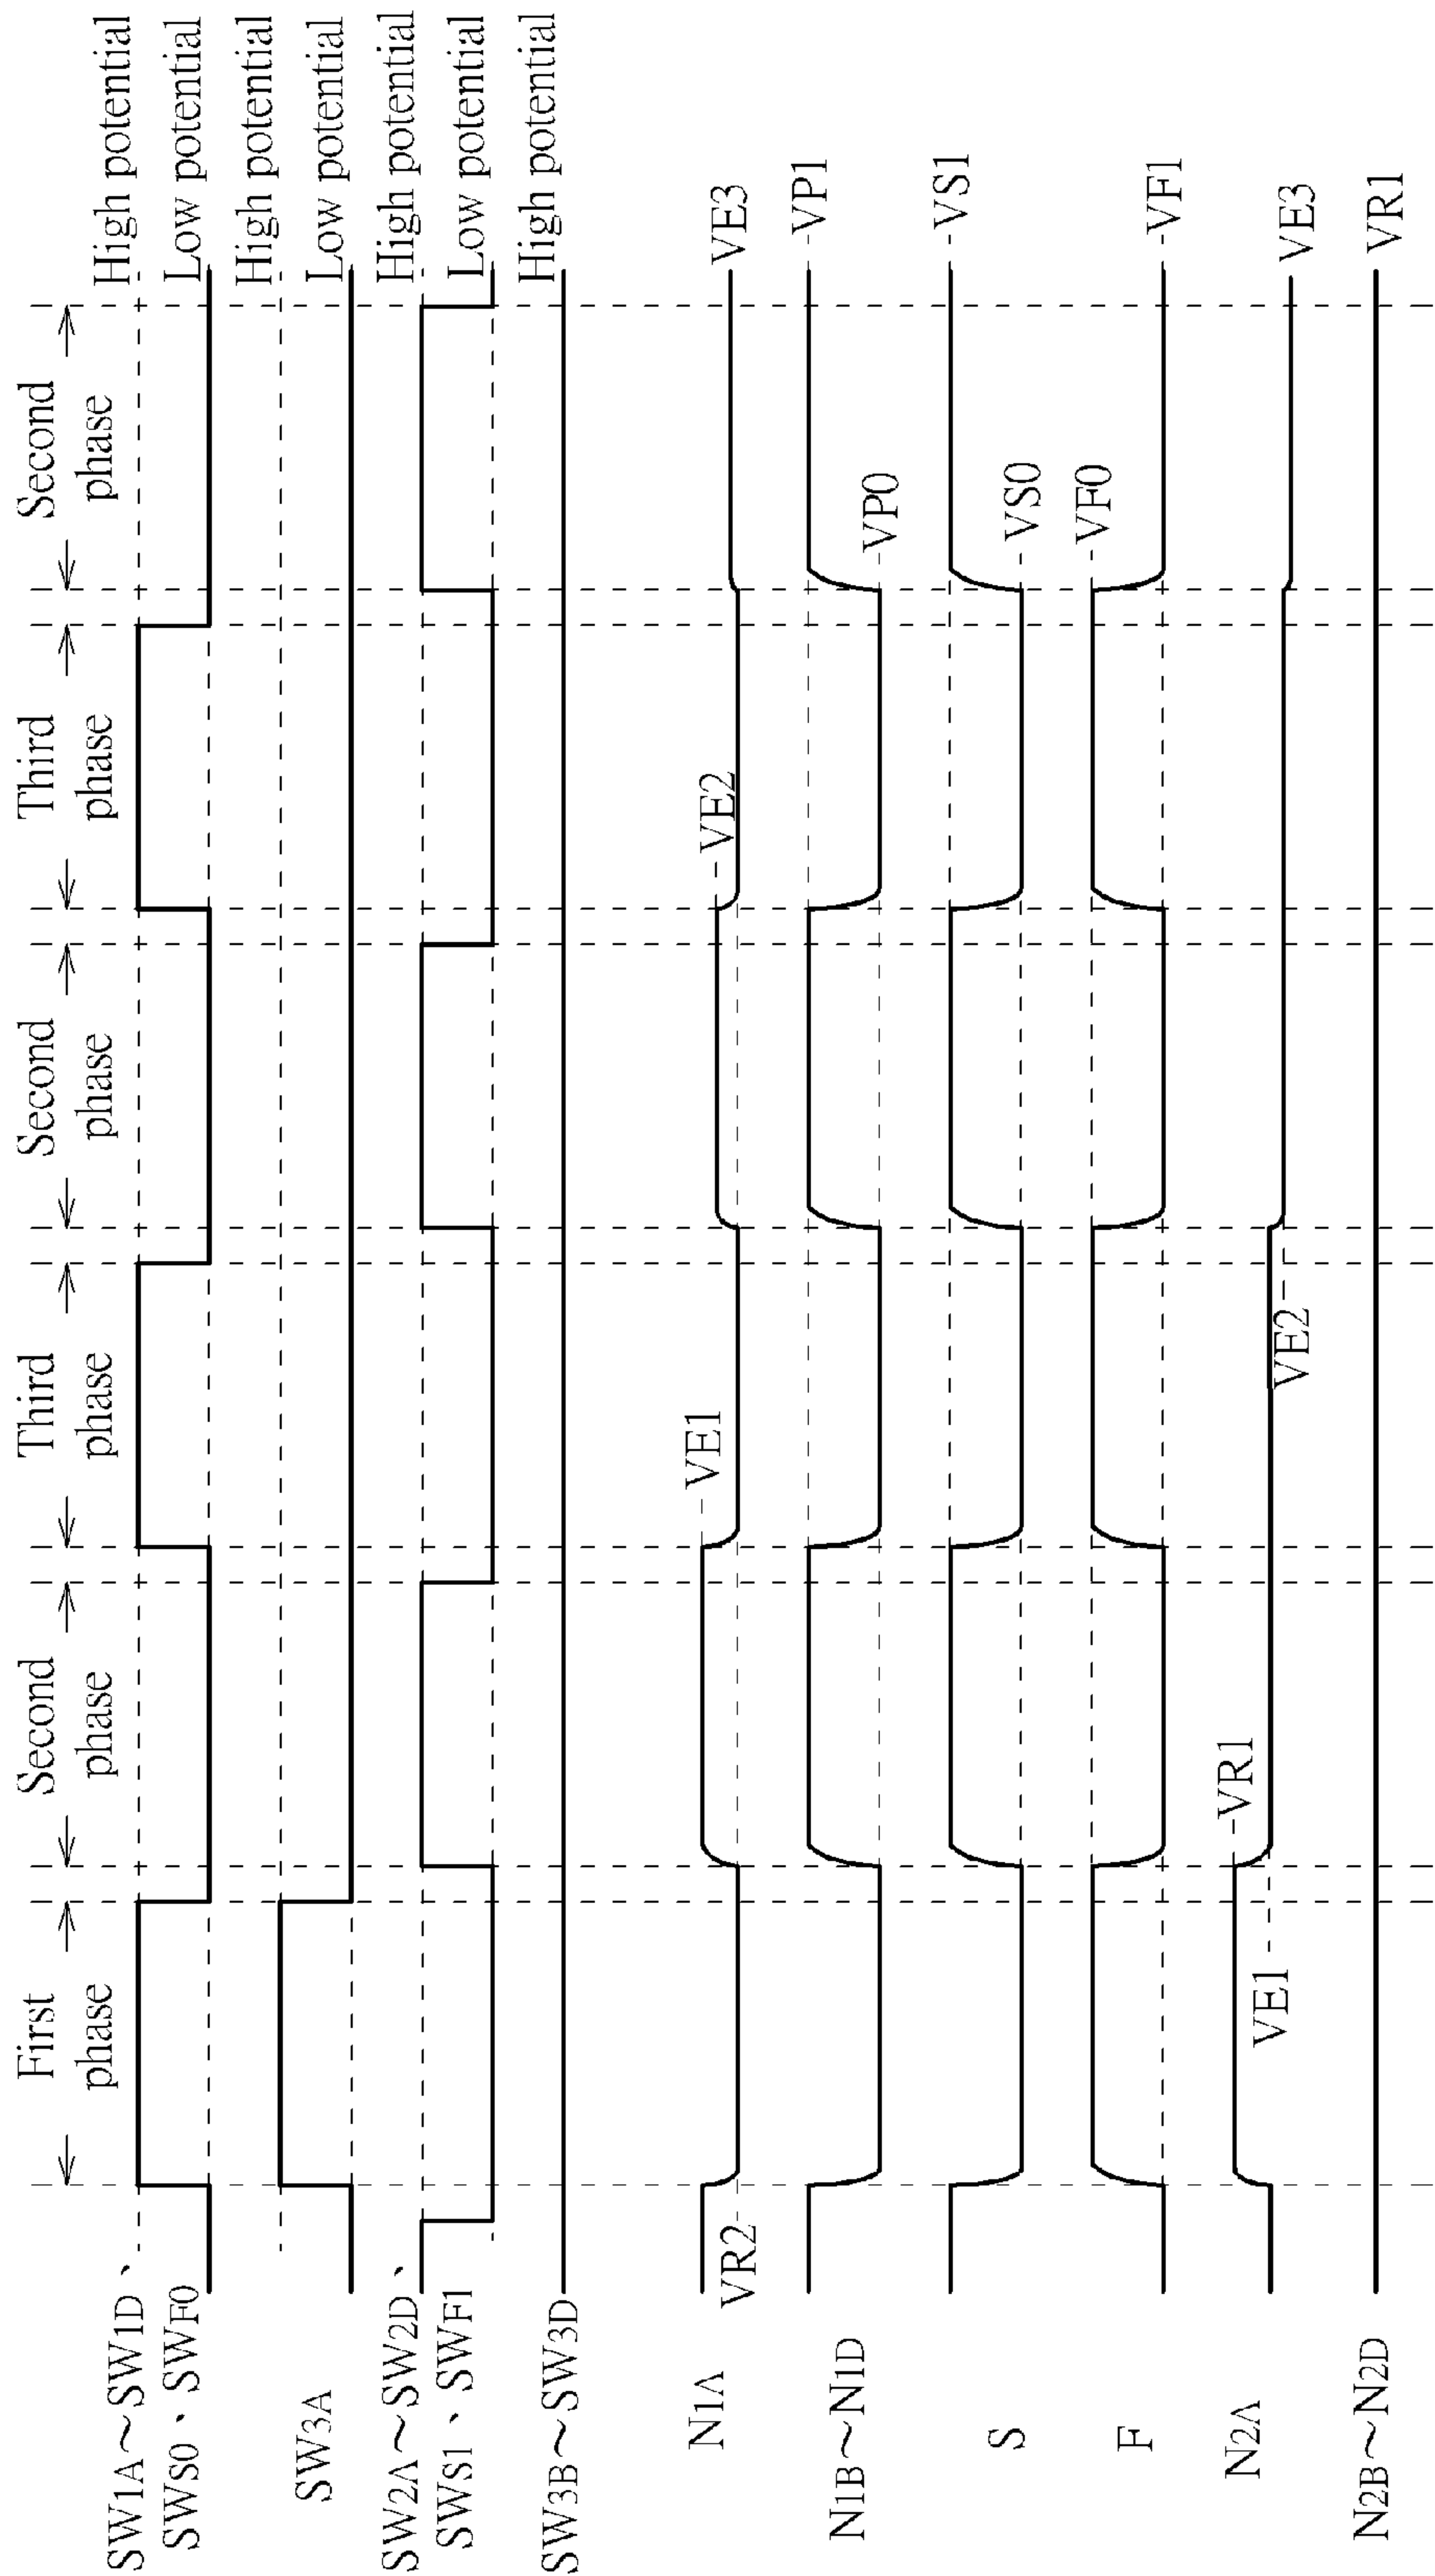 First phase
Second phase
Third phase
Second phase
Third phase
Second phase
SW1A～SW1D、
SWS0、SWF0
High potential
Low potential
SW3A
High potential
Low potential
SW2A～SW2D、
SWS1、SWF1
High potential
Low potential
SW3B～SW3D
High potential
N1A
VR2
VE1
VE2
VE3
N1B～N1D
VP1
VP0
S
VS1
VS0
F
VF0
VF1
N2A
VE1
VR1
VE2
VE3
N2B～N2D
VR1